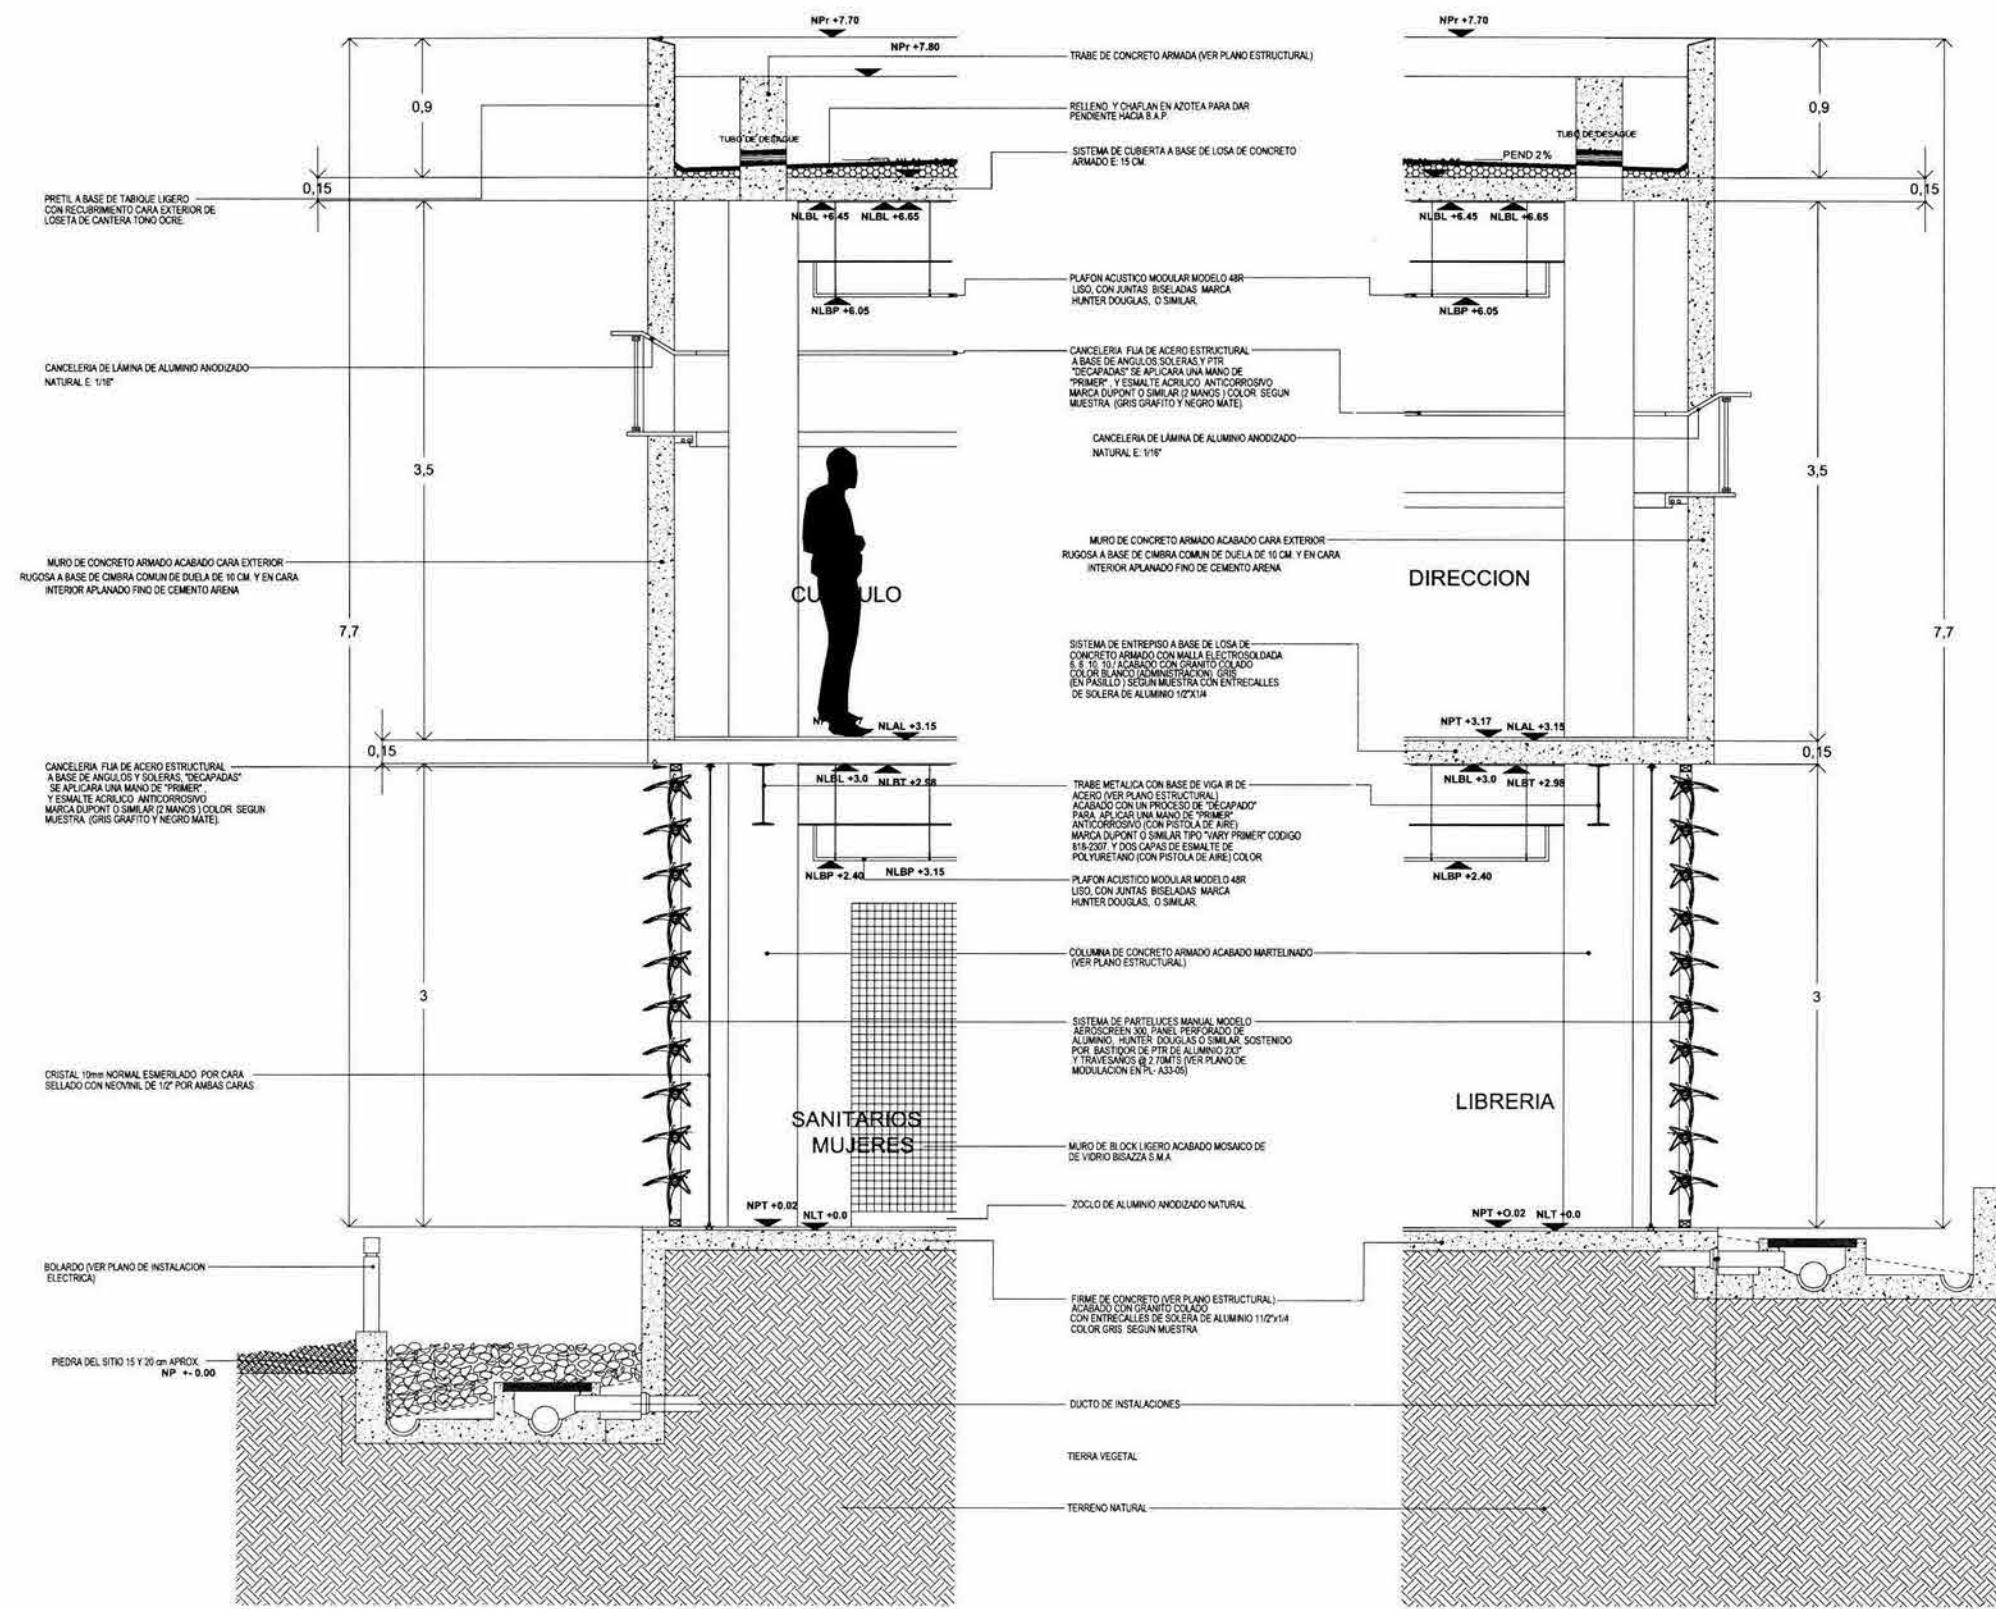 NPr +7.70
NPr +7.80
0,9
TUBO DE DESAGUE
0,15
PRETIL A BASE DE TABIQUE LIGERO
CON RECUBRIMIENTO CARA EXTERIOR DE
LOSETA DE CANTERA TONO OCRE.
NLBL +6.45
NLBL +6.65
NLBP +6.05
CANCELERIA DE LÁMINA DE ALUMINIO ANODIZADO
NATURAL E: 1/16"
3,5
MURO DE CONCRETO ARMADO ACABADO CARA EXTERIOR
RUGOSA A BASE DE CIMBRA COMUN DE DUELA DE 10 CM. Y EN CARA
INTERIOR APLANADO FINO DE CEMENTO ARENA
7,7
NLAL +3.15
0,15
CANCELERIA FIJA DE ACERO ESTRUCTURAL
A BASE DE ANGULOS Y SOLERAS, "DECAPADAS"
SE APLICARA UNA MANO DE "PRIMER" ,
Y ESMALTE ACRILICO ANTICORROSIVO
MARCA DUPONT O SIMILAR (2 MANOS ) COLOR SEGUN
MUESTRA (GRIS GRAFITO Y NEGRO MATE).
NLBL +3.0
NLBT +2.98
NLBP +2.40
NLBP +3.15
3
CRISTAL 10mm NORMAL ESMERILADO POR CARA
SELLADO CON NEOVINIL DE 1/2" POR AMBAS CARAS
SANITARIOS
MUJERES
NPT +0.02
NLT +0.0
BOLARDO (VER PLANO DE INSTALACION
ELECTRICA)
PIEDRA DEL SITIO 15 Y 20 cm APROX.
NP +- 0.00
TRABE DE CONCRETO ARMADA (VER PLANO ESTRUCTURAL)
RELLENO Y CHAFLAN EN AZOTEA PARA DAR
PENDIENTE HACIA B.A.P.
SISTEMA DE CUBIERTA A BASE DE LOSA DE CONCRETO
ARMADO E: 15 CM.
PLAFON ACUSTICO MODULAR MODELO 48R
LISO, CON JUNTAS BISELADAS MARCA
HUNTER DOUGLAS, O SIMILAR.
CANCELERIA FIJA DE ACERO ESTRUCTURAL
A BASE DE ANGULOS,SOLERAS,Y PTR
"DECAPADAS" SE APLICARA UNA MANO DE
"PRIMER" , Y ESMALTE ACRILICO ANTICORROSIVO
MARCA DUPONT O SIMILAR (2 MANOS ) COLOR SEGUN
MUESTRA (GRIS GRAFITO Y NEGRO MATE).
CANCELERIA DE LÁMINA DE ALUMINIO ANODIZADO
NATURAL E: 1/16"
MURO DE CONCRETO ARMADO ACABADO CARA EXTERIOR
RUGOSA A BASE DE CIMBRA COMUN DE DUELA DE 10 CM. Y EN CARA
INTERIOR APLANADO FINO DE CEMENTO ARENA
SISTEMA DE ENTREPISO A BASE DE LOSA DE
CONCRETO ARMADO CON MALLA ELECTROSOLDADA
6, 6, 10, 10./ ACABADO CON GRANITO COLADO
COLOR BLANCO (ADMINISTRACION) GRIS
(EN PASILLO ) SEGUN MUESTRA CON ENTRECALLES
DE SOLERA DE ALUMINIO 1/2"X1/4
TRABE METALICA CON BASE DE VIGA IR DE
ACERO (VER PLANO ESTRUCTURAL)
ACABADO CON UN PROCESO DE "DECAPADO"
PARA APLICAR UNA MANO DE "PRIMER"
ANTICORROSIVO (CON PISTOLA DE AIRE)
MARCA DUPONT O SIMILAR TIPO "VARY PRIMER" CODIGO
818-2307. Y DOS CAPAS DE ESMALTE DE
POLYURETANO (CON PISTOLA DE AIRE) COLOR
PLAFON ACUSTICO MODULAR MODELO 48R
LISO, CON JUNTAS BISELADAS MARCA
HUNTER DOUGLAS, O SIMILAR.
COLUMNA DE CONCRETO ARMADO ACABADO MARTELINADO
(VER PLANO ESTRUCTURAL)
SISTEMA DE PARTELUCES MANUAL MODELO
AEROSCREEN 300, PANEL PERFORADO DE
ALUMINIO, HUNTER DOUGLAS O SIMILAR. SOSTENIDO
POR BASTIDOR DE PTR DE ALUMINIO 2X3"
Y TRAVESAÑOS @ 2.70MTS (VER PLANO DE
MODULACION EN PL- A33-05)
MURO DE BLOCK LIGERO ACABADO MOSAICO DE
DE VIDRIO BISAZZA S.M.A
ZOCLO DE ALUMINIO ANODIZADO NATURAL
FIRME DE CONCRETO (VER PLANO ESTRUCTURAL)
ACABADO CON GRANITO COLADO
CON ENTRECALLES DE SOLERA DE ALUMINIO 11/2"x1/4
COLOR GRIS SEGUN MUESTRA
DUCTO DE INSTALACIONES
TIERRA VEGETAL
TERRENO NATURAL
NPr +7.70
0,9
TUBO DE DESAGUE
PEND 2%
0,15
NLBL +6.45
NLBL +6.65
NLBP +6.05
3,5
DIRECCION
7,7
NPT +3.17
NLAL +3.15
0,15
NLBL +3.0
NLBT +2.98
NLBP +2.40
3
LIBRERIA
NPT +0.02
NLT +0.0